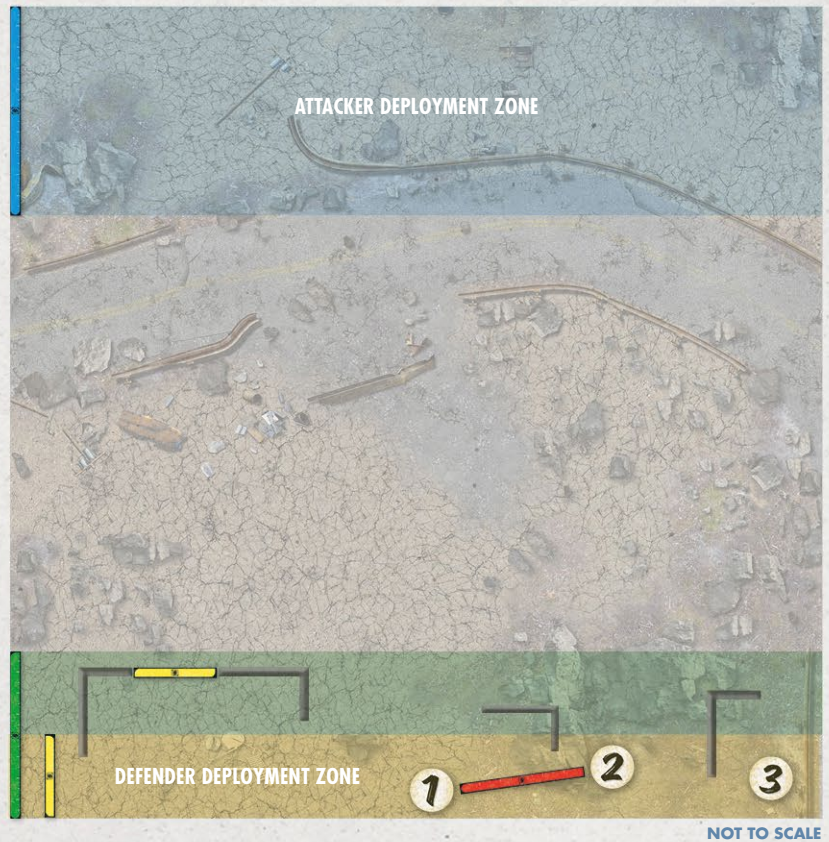 ATTACKER DEPLOYMENT ZONE
DEFENDER DEPLOYMENT ZONE
1
2
3
NOT TO SCALE